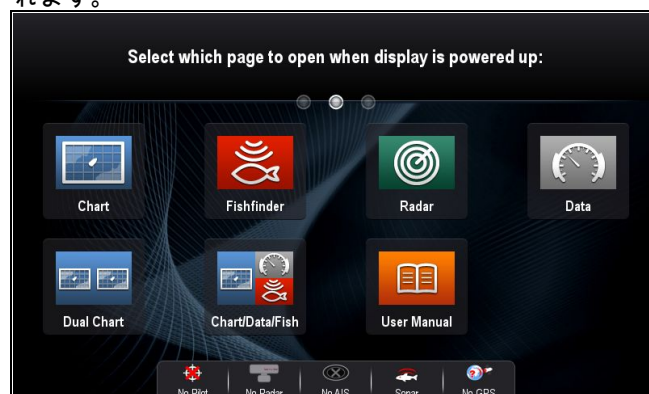 れます。
Select which page to open when display is powered up:
Chart
Fishfinder
Radar
Data
Dual Chart
Chart/Data/Fish
User Manual
No Pilot
No Radar
No AIS
Sonar
No GPS